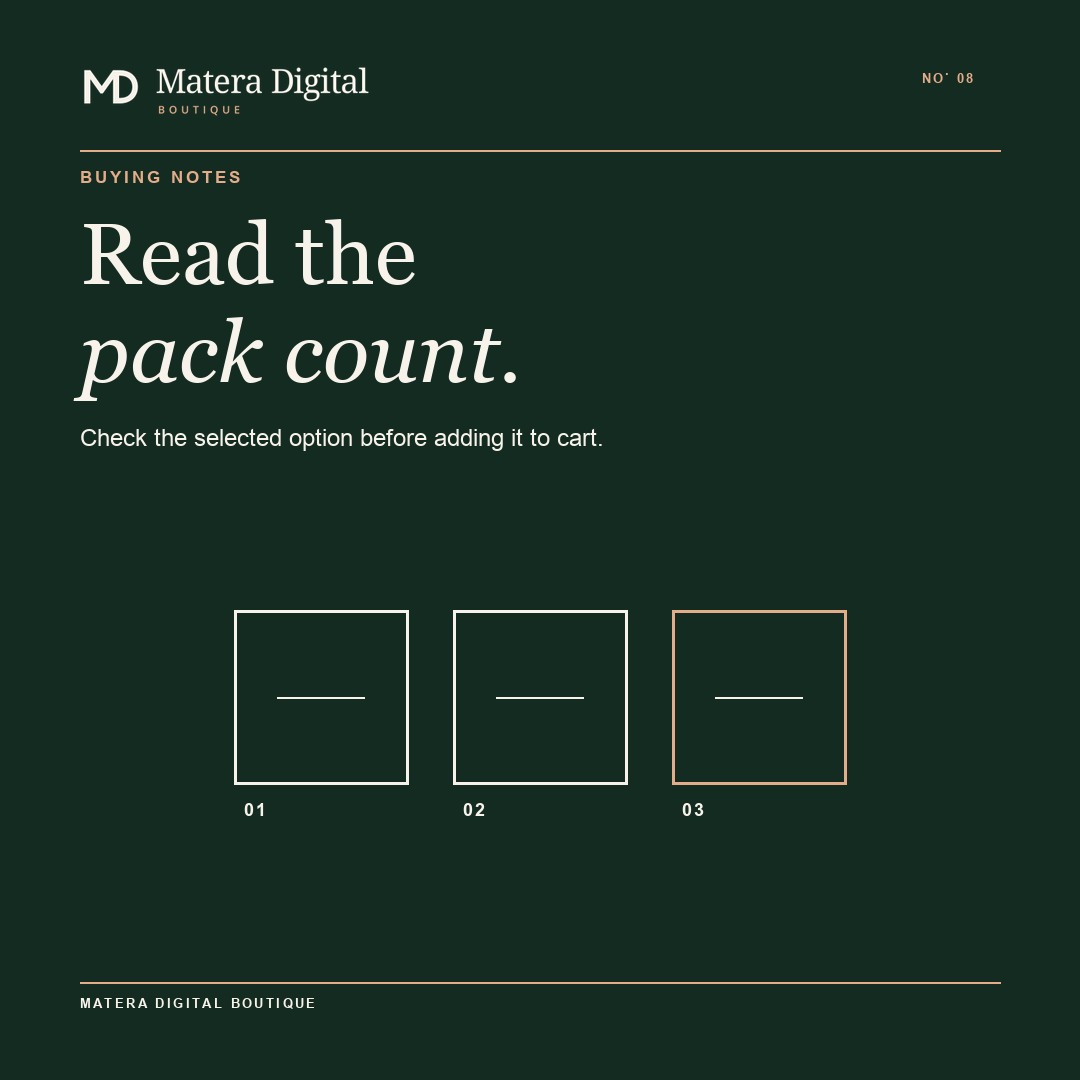 MD Matera Digital
BOUTIQUE
NO˙ 08
BUYING NOTES
Read the
pack count.
Check the selected option before adding it to cart.
01 02 03
MATERA DIGITAL BOUTIQUE